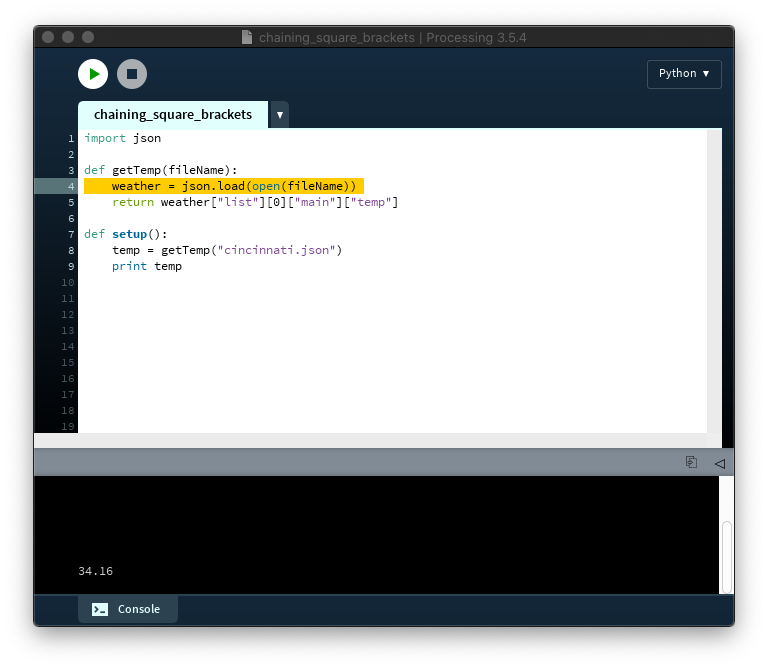 chaining_square_brackets | Processing 3.5.4
Python ▼
chaining_square_brackets ▼
1 import json
2
3 def getTemp(fileName):
4     weather = json.load(open(fileName))
5     return weather["list"][0]["main"]["temp"]
6
7 def setup():
8     temp = getTemp("cincinnati.json")
9     print temp
10
11
12
13
14
15
16
17
18
19
34.16
Console